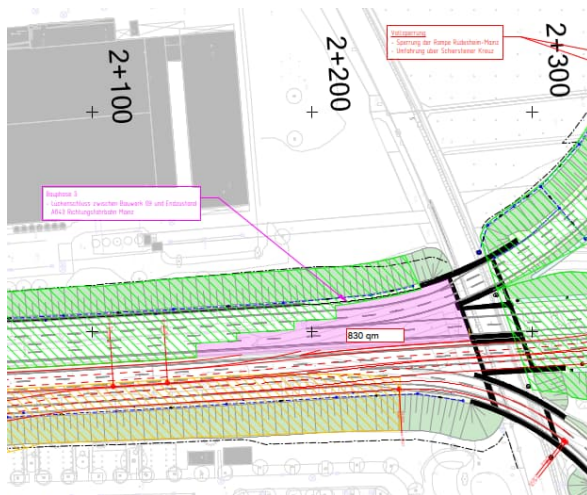 Vollsperrung
- Sperrung der Rampe Rüdesheim-Mainz
- Umfahrung über Schiersteiner Kreuz
2+100
2+200
2+300
Bauphase 3
- Lückenschluss zwischen Bauwerk 09 und Endzustand
A643 Richtungsfahrbahn Mainz
830 qm